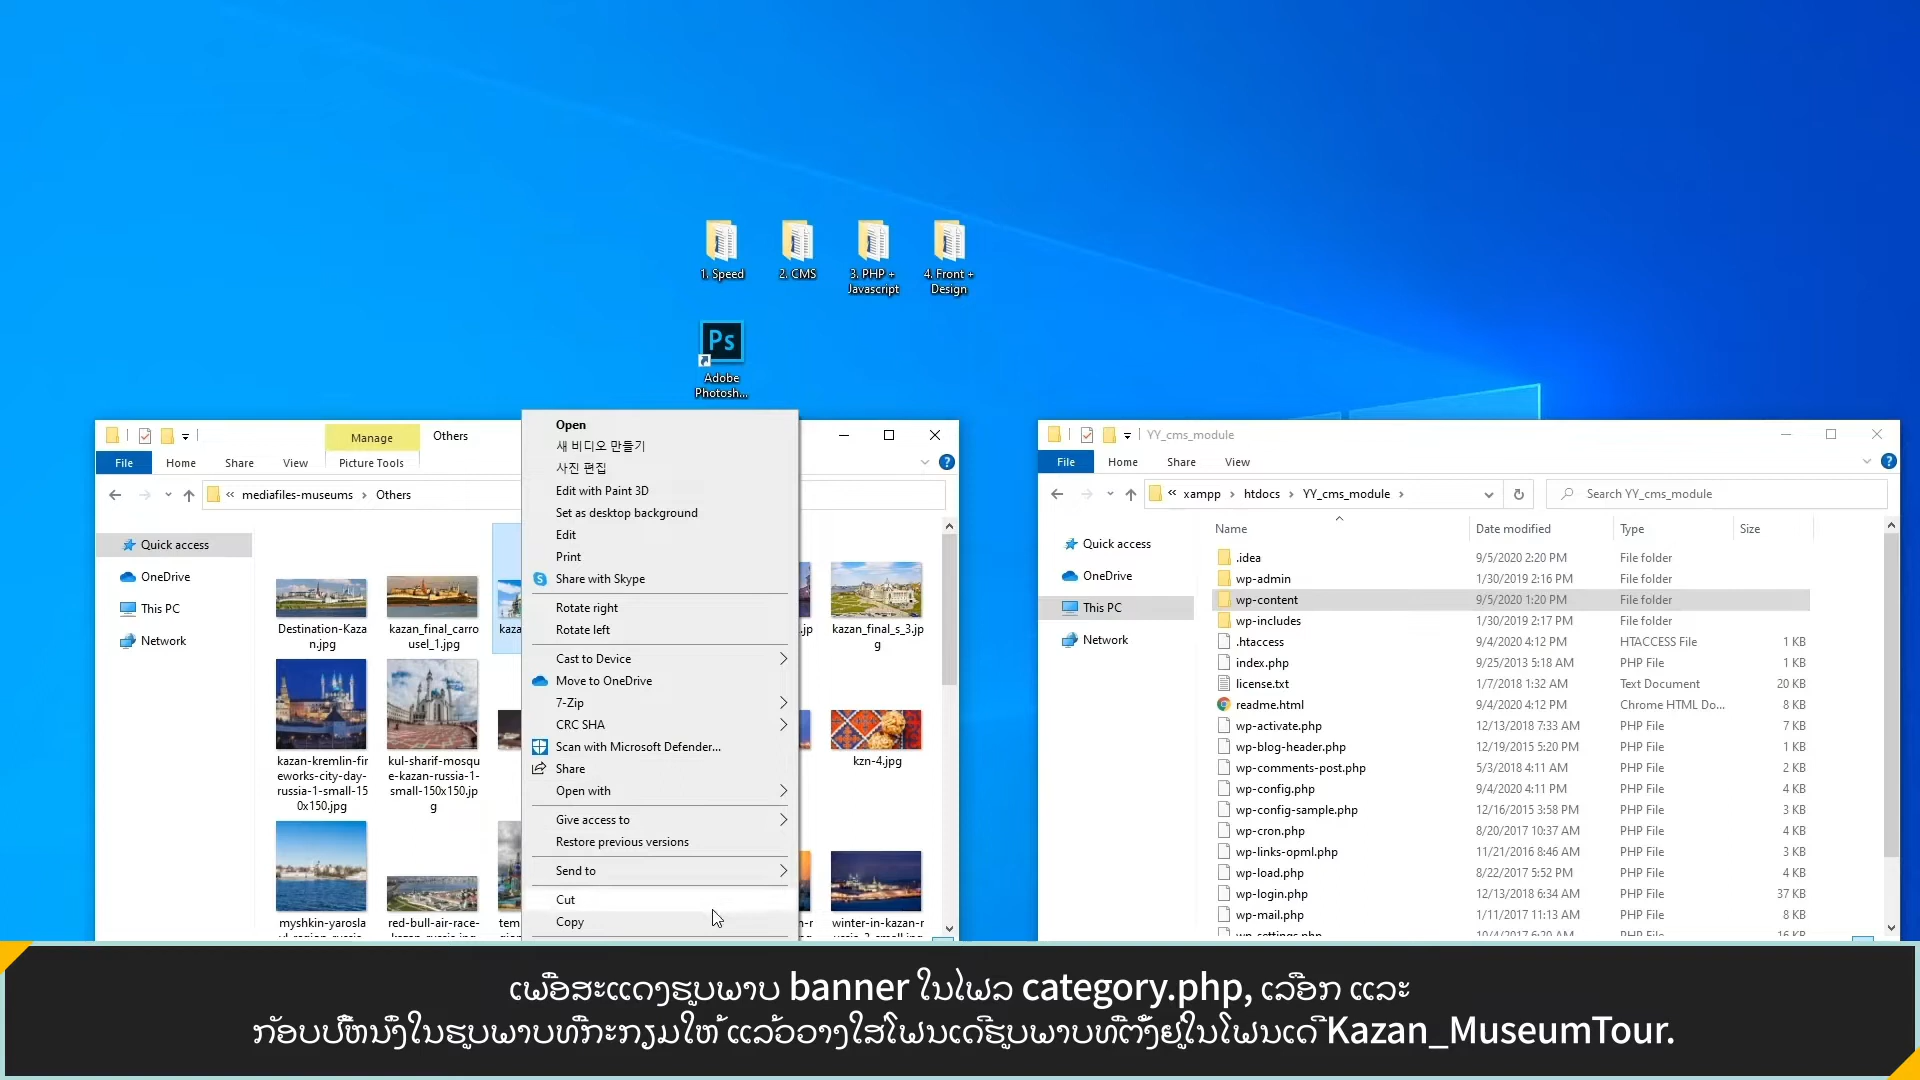 1. Speed
2. CMS
3. PHP +
Javascript
4. Front +
Design
Ps
Adobe
Photosh...
Manage
Others
File
Home
Share
View
Picture Tools
« mediafiles-museums > Others
Quick access
OneDrive
This PC
Network
Destination-Kaza
n.jpg
kazan_final_carro
usel_1.jpg
kazan_final_s_3.jp
g
kazan-kremlin-fir
eworks-city-day-
russia-1-small-15
0x150.jpg
kul-sharif-mosqu
e-kazan-russia-1-
small-150x150.jp
g
kzn-4.jpg
myshkin-yarosla
red-bull-air-race-
winter-in-kazan-r
Open
새 비디오 만들기
사진 편집
Edit with Paint 3D
Set as desktop background
Edit
Print
Share with Skype
Rotate right
Rotate left
Cast to Device
Move to OneDrive
7-Zip
CRC SHA
Scan with Microsoft Defender...
Share
Open with
Give access to
Restore previous versions
Send to
Cut
Copy
YY_cms_module
File
Home
Share
View
« xampp > htdocs > YY_cms_module >
Search YY_cms_module
Quick access
OneDrive
This PC
Network
Name Date modified Type Size
.idea 9/5/2020 2:20 PM File folder
wp-admin 1/30/2019 2:16 PM File folder
wp-content 9/5/2020 1:20 PM File folder
wp-includes 1/30/2019 2:17 PM File folder
.htaccess 9/4/2020 4:12 PM HTACCESS File 1 KB
index.php 9/25/2013 5:18 AM PHP File 1 KB
license.txt 1/7/2018 1:32 AM Text Document 20 KB
readme.html 9/4/2020 4:12 PM Chrome HTML Do... 8 KB
wp-activate.php 12/13/2018 7:33 AM PHP File 7 KB
wp-blog-header.php 12/19/2015 5:20 PM PHP File 1 KB
wp-comments-post.php 5/3/2018 4:11 AM PHP File 2 KB
wp-config.php 9/4/2020 4:11 PM PHP File 4 KB
wp-config-sample.php 12/16/2015 3:58 PM PHP File 3 KB
wp-cron.php 8/20/2017 10:37 AM PHP File 4 KB
wp-links-opml.php 11/21/2016 8:46 AM PHP File 3 KB
wp-load.php 8/22/2017 5:52 PM PHP File 4 KB
wp-login.php 12/13/2018 6:34 AM PHP File 37 KB
wp-mail.php 1/11/2017 11:13 AM PHP File 8 KB
wp-settings.php 10/4/2017 6:20 AM PHP File 16 KB
ເພື່ອສະແດງຮູບພາບ banner ໃນໄຟລ category.php, ເລືອກ ແລະ
ກັອບປີ້ຫນຶ່ງໃນຮູບພາບທີ່ກະກຽມໃຫ້ ແລ້ວວາງໃສ່ໂຟນເດີຮູບພາບທີ່ຕັ້ງຢູ່ໃນໂຟນເດີ Kazan_MuseumTour.